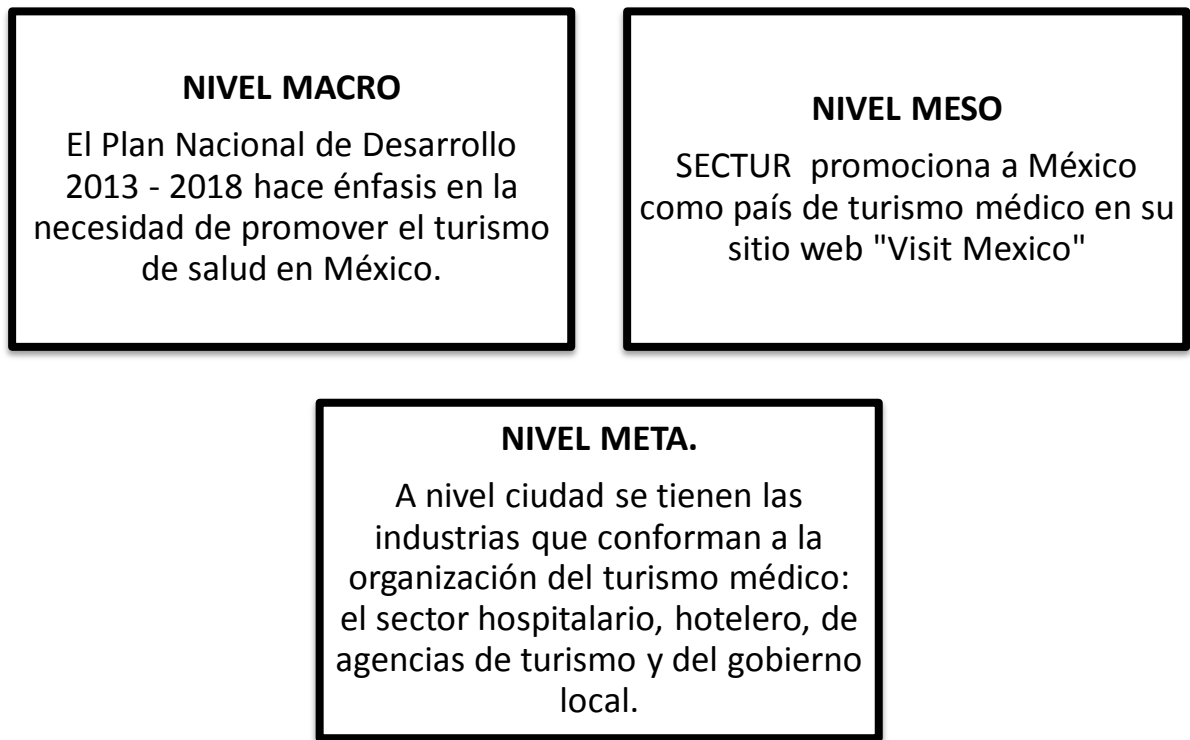 NIVEL MACRO
El Plan Nacional de Desarrollo
2013 - 2018 hace énfasis en la
necesidad de promover el turismo
de salud en México.
NIVEL MESO
SECTUR  promociona a México
como país de turismo médico en su
sitio web "Visit Mexico"
NIVEL META.
A nivel ciudad se tienen las
industrias que conforman a la
organización del turismo médico:
el sector hospitalario, hotelero, de
agencias de turismo y del gobierno
local.